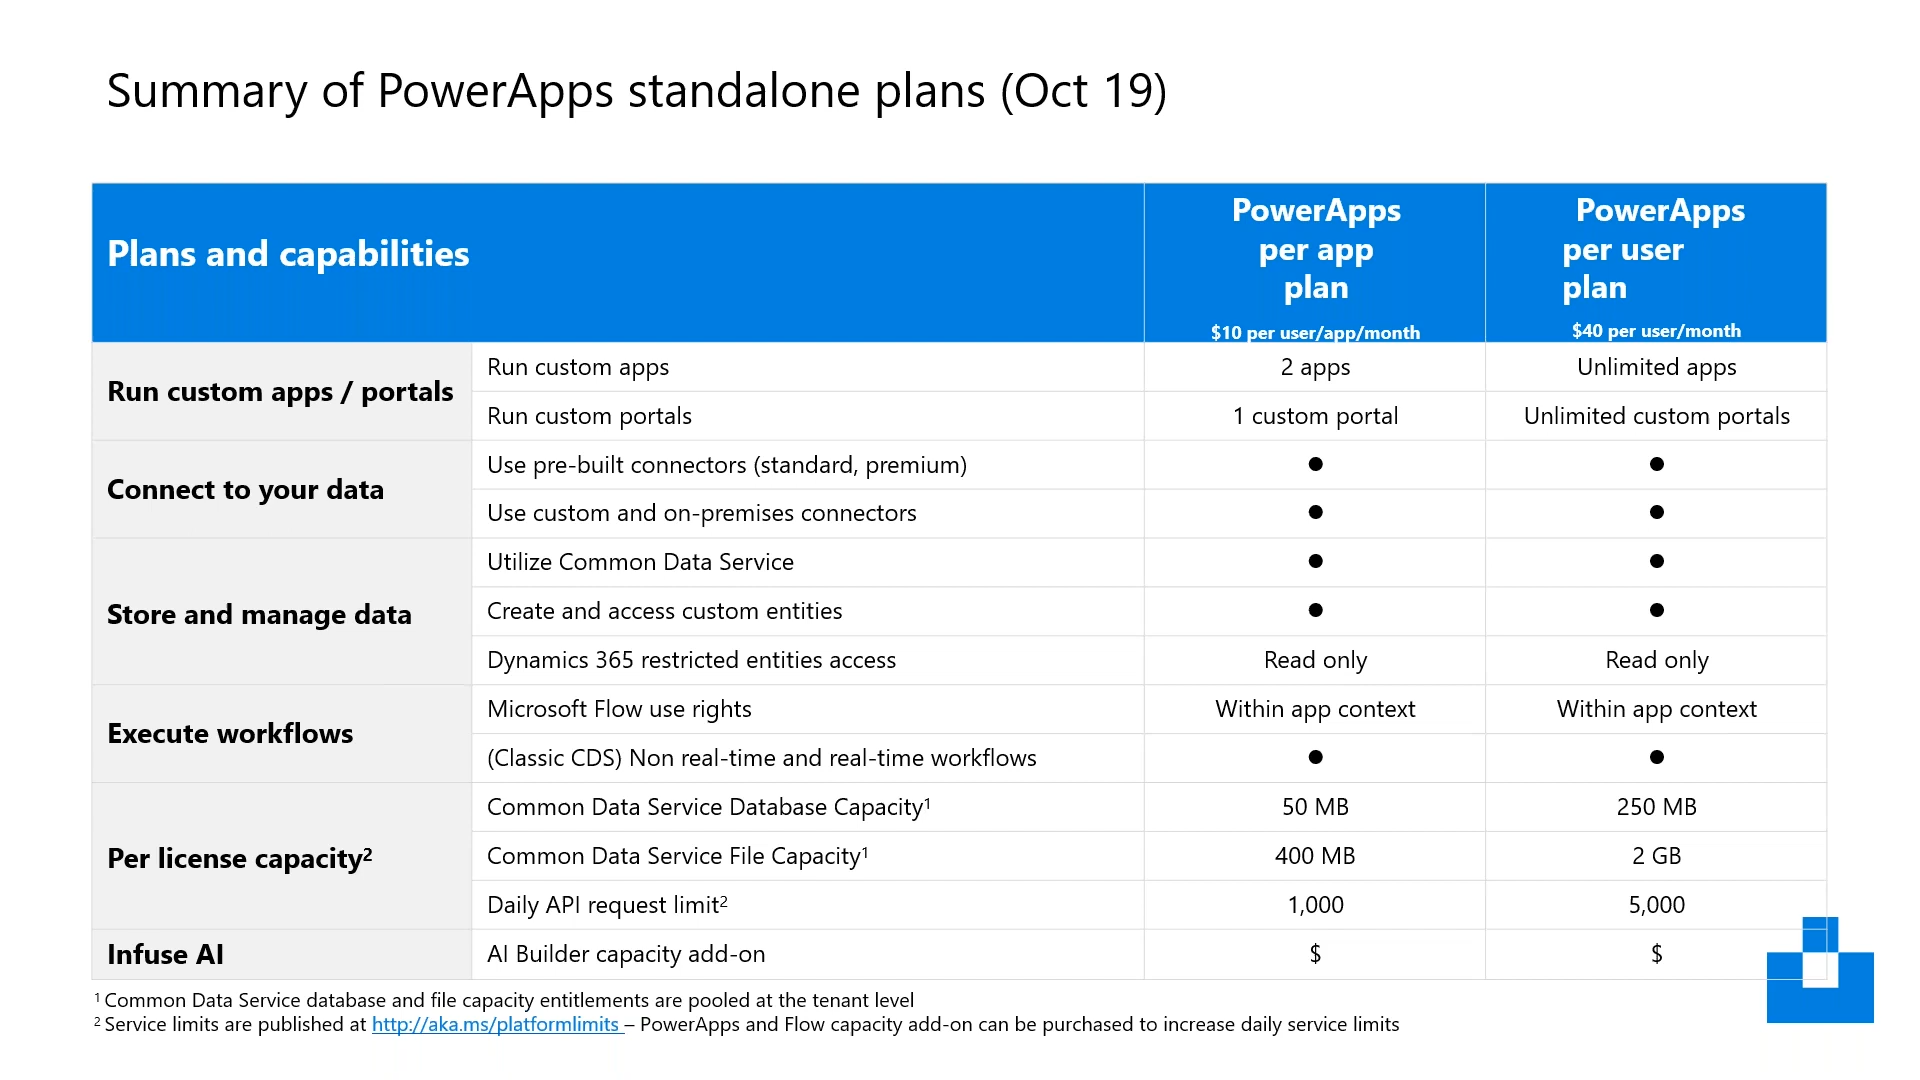 Summary of PowerApps standalone plans (Oct 19)
Plans and capabilities
PowerApps
per app
plan
$10 per user/app/month
PowerApps
per user
plan
$40 per user/month
Run custom apps / portals
Run custom apps
2 apps
Unlimited apps
Run custom portals
1 custom portal
Unlimited custom portals
Connect to your data
Use pre-built connectors (standard, premium)
●
●
Use custom and on-premises connectors
●
●
Store and manage data
Utilize Common Data Service
●
●
Create and access custom entities
●
●
Dynamics 365 restricted entities access
Read only
Read only
Execute workflows
Microsoft Flow use rights
Within app context
Within app context
(Classic CDS) Non real-time and real-time workflows
●
●
Per license capacity²
Common Data Service Database Capacity¹
50 MB
250 MB
Common Data Service File Capacity¹
400 MB
2 GB
Daily API request limit²
1,000
5,000
Infuse AI
AI Builder capacity add-on
$
$
¹ Common Data Service database and file capacity entitlements are pooled at the tenant level
² Service limits are published at http://aka.ms/platformlimits – PowerApps and Flow capacity add-on can be purchased to increase daily service limits